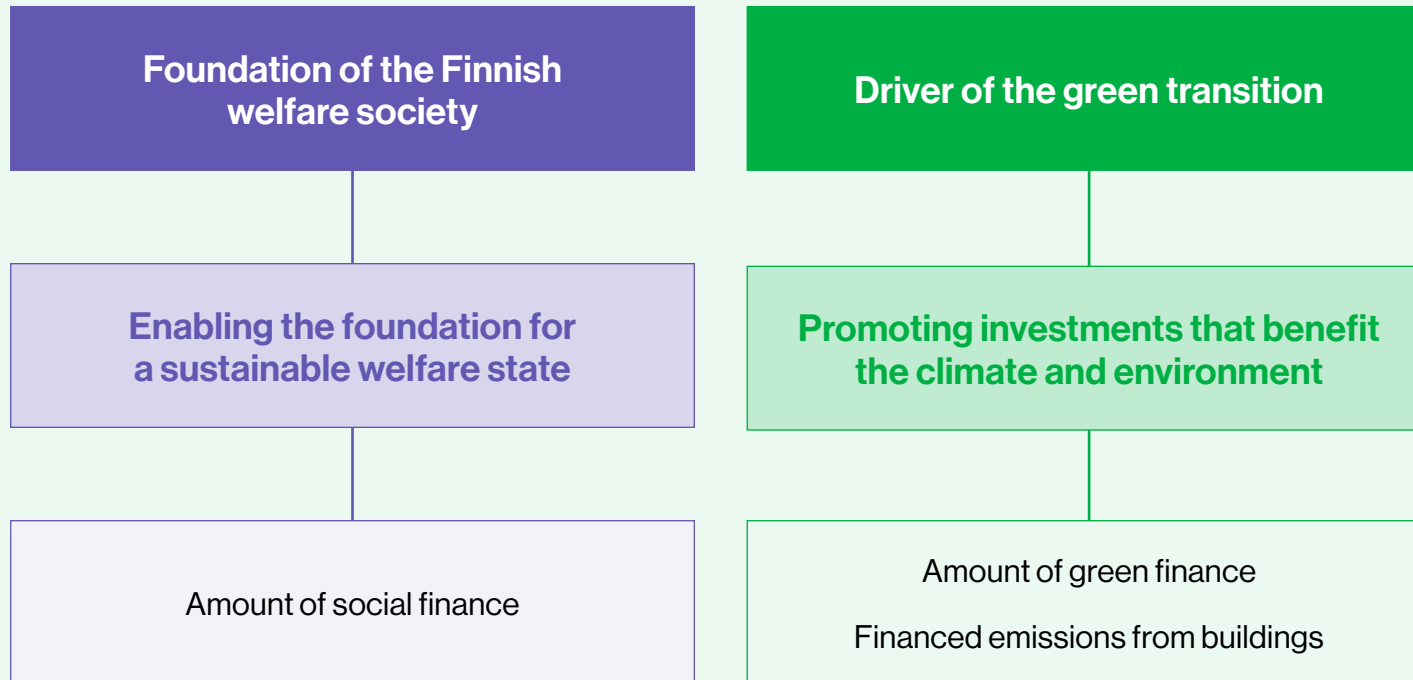 Foundation of the Finnish
welfare society
Enabling the foundation for
a sustainable welfare state
Amount of social finance
Driver of the green transition
Promoting investments that benefit
the climate and environment
Amount of green finance
Financed emissions from buildings